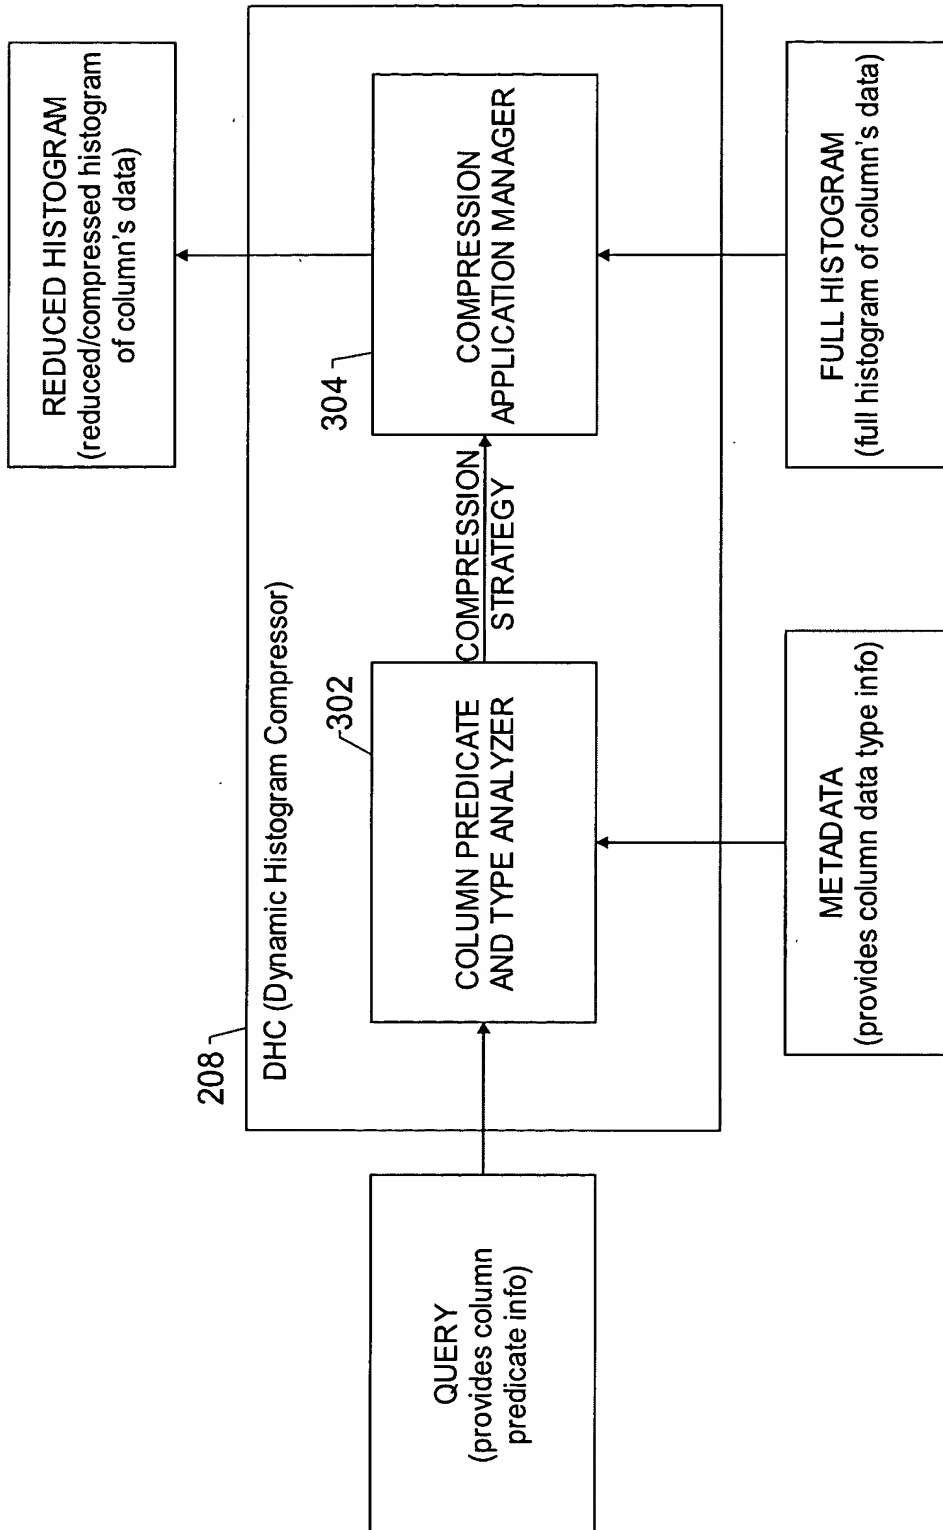 REDUCED HISTOGRAM
(reduced/compressed histogram
of column's data)
208
DHC (Dynamic Histogram Compressor)
304
COMPRESSION
APPLICATION MANAGER
COMPRESSION
STRATEGY
302
COLUMN PREDICATE
AND TYPE ANALYZER
QUERY
(provides column
predicate info)
METADATA
(provides column data type info)
FULL HISTOGRAM
(full histogram of column's data)